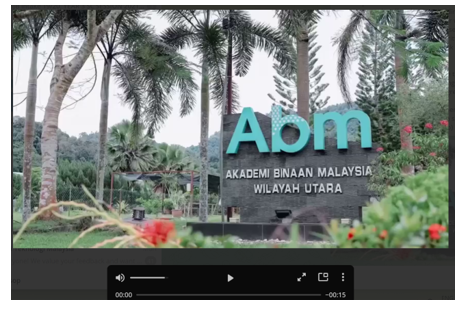 Abm
AKADEMI BINAAN MALAYSIA
WILAYAH UTARA
00:00
-00:15